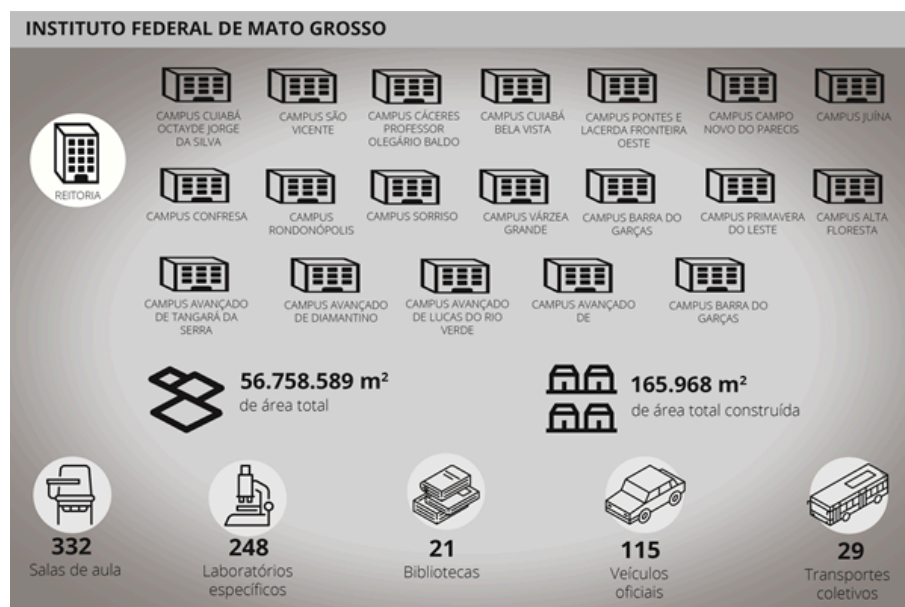 INSTITUTO FEDERAL DE MATO GROSSO
REITORIA
CAMPUS CUIABÁ
OCTAYDE JORGE
DA SILVA
CAMPUS SÃO
VICENTE
CAMPUS CÁCERES
PROFESSOR
OLEGÁRIO BALDO
CAMPUS CUIABÁ
BELA VISTA
CAMPUS PONTES E
LACERDA FRONTEIRA
OESTE
CAMPUS CAMPO
NOVO DO PARECIS
CAMPUS JUÍNA
CAMPUS CONFRESA
CAMPUS
RONDONÓPOLIS
CAMPUS SORRISO
CAMPUS VÁRZEA
GRANDE
CAMPUS BARRA DO
GARÇAS
CAMPUS PRIMAVERA
DO LESTE
CAMPUS ALTA
FLORESTA
CAMPUS AVANÇADO
DE TANGARÁ DA
SERRA
CAMPUS AVANÇADO
DE DIAMANTINO
CAMPUS AVANÇADO
DE LUCAS DO RIO
VERDE
CAMPUS AVANÇADO
DE
CAMPUS BARRA DO
GARÇAS
56.758.589 m²
de área total
165.968 m²
de área total construída
332
Salas de aula
248
Laboratórios
específicos
21
Bibliotecas
115
Veículos
oficiais
29
Transportes
coletivos